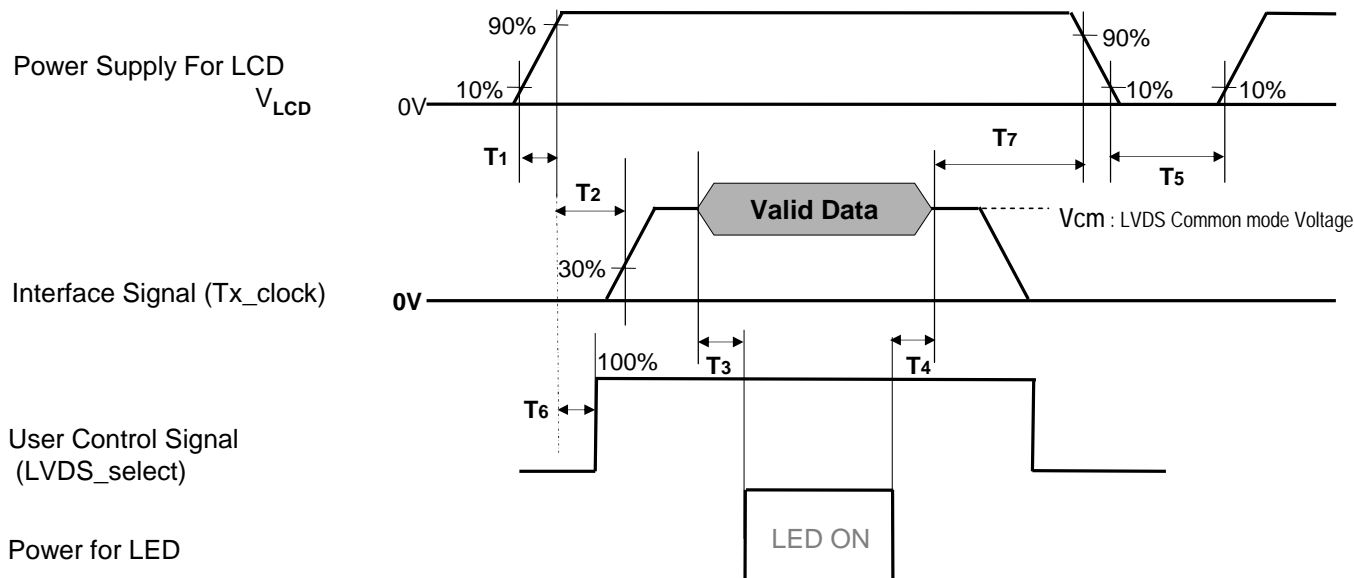 90%
90%
Power Supply For LCD
VLCD
10%
10%
10%
0V
T1
T7
T2
T5
Valid Data
Vcm : LVDS Common mode Voltage
30%
Interface Signal (Tx_clock)
0V
T3
T4
100%
T6
User Control Signal
(LVDS_select)
LED ON
Power for LED